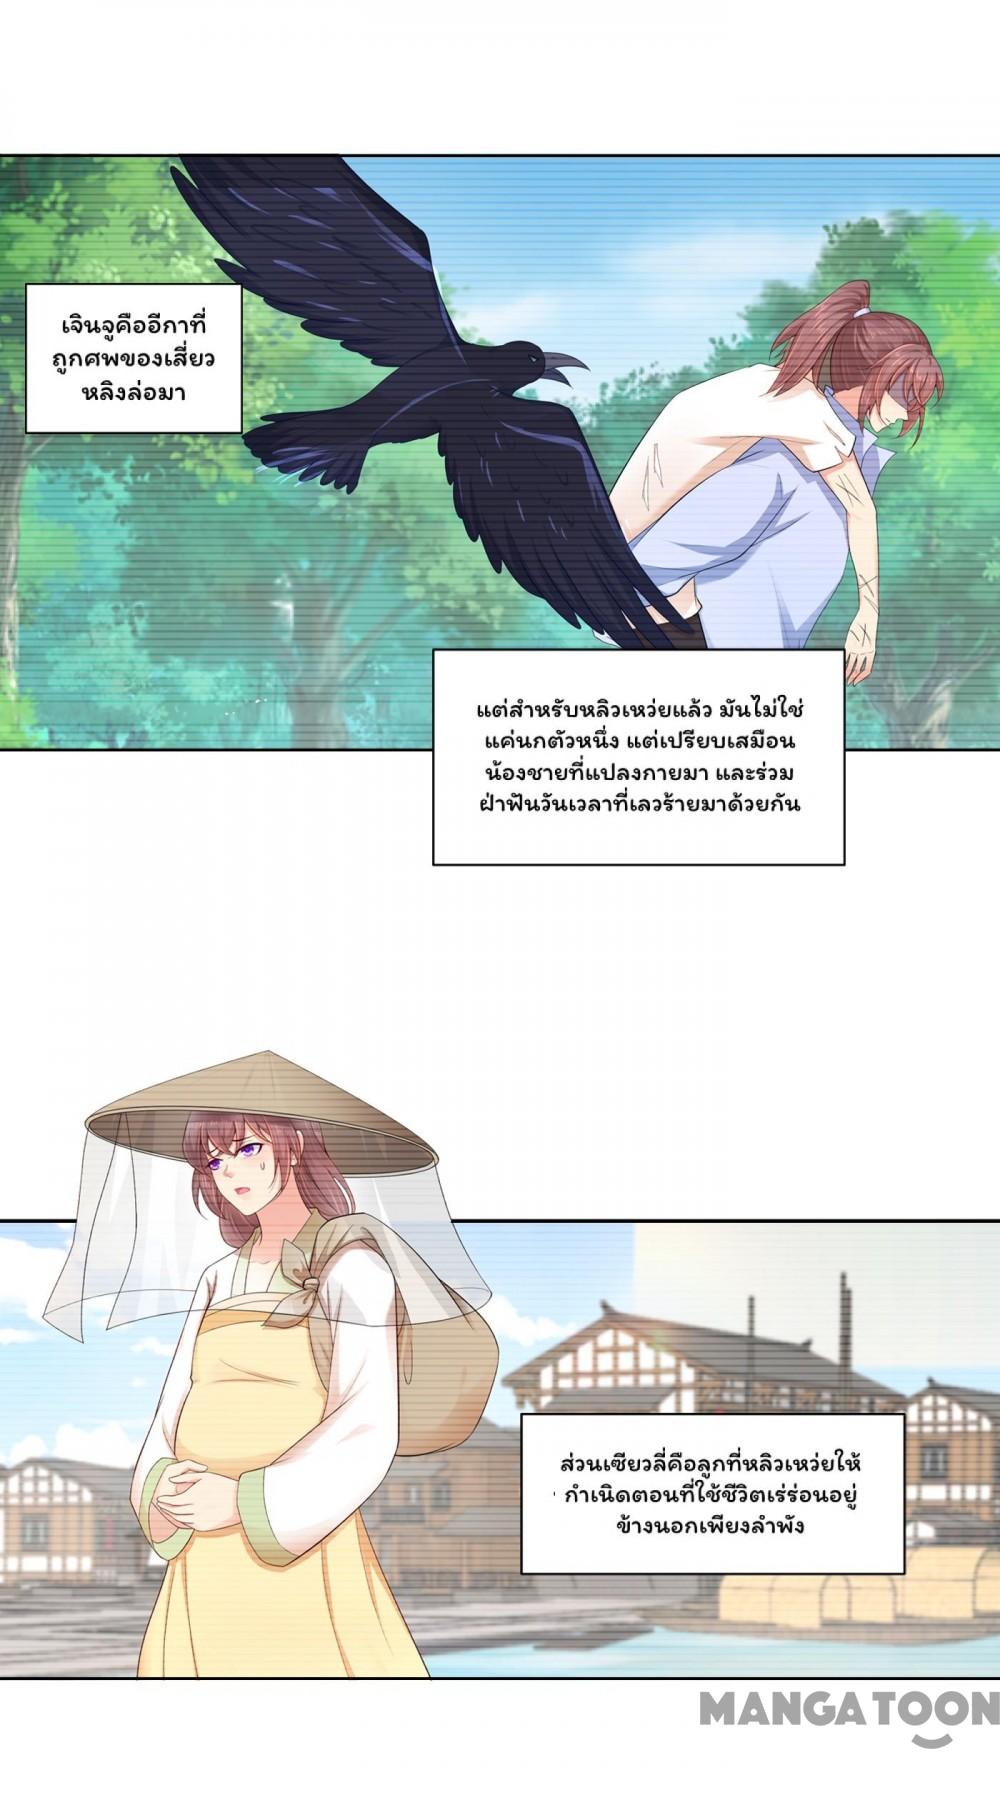 เจินจูคืออีกาที่
ถูกศพของเสี่ยว
หลิงล่อมา
แต่สำหรับหลิวเหว่ยแล้ว มันไม่ใช่
แค่นกตัวหนึ่ง แต่เปรียบเสมือน
น้องชายที่แปลงกายมา และร่วม
ฝ่าฟันวันเวลาที่เลวร้ายมาด้วยกัน
ส่วนเซียวลี่คือลูกที่หลิวเหว่ยให้
กำเนิดตอนที่ใช้ชีวิตเร่ร่อนอยู่
ข้างนอกเพียงลำพัง
MANGATOON